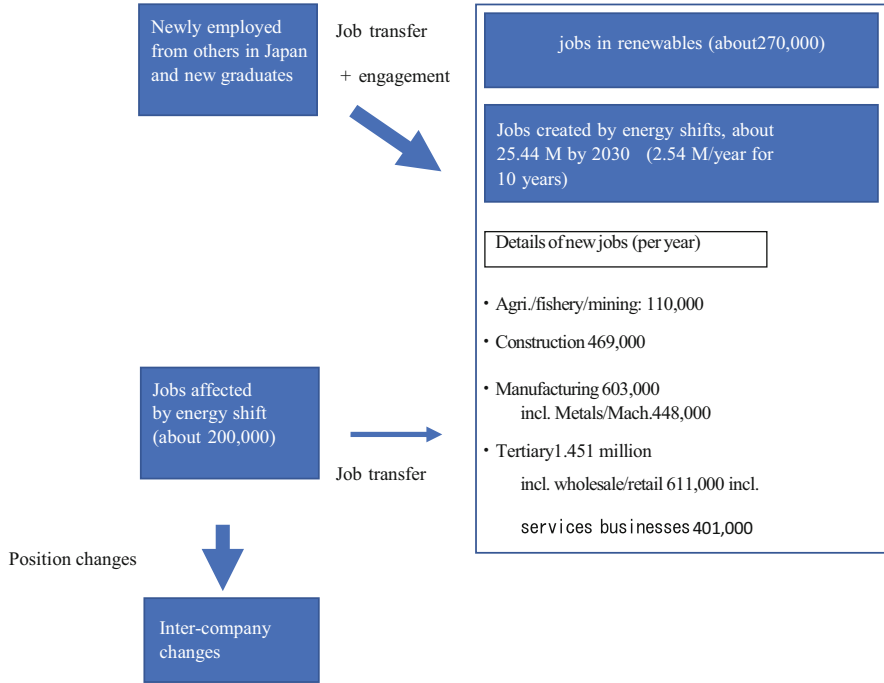 Newly employed
from others in Japan
and new graduates
Job transfer
+ engagement
jobs in renewables (about270,000)
Jobs created by energy shifts, about
25.44 M by 2030 (2.54 M/year for
10 years)
Details of new jobs (per year)
・Agri./fishery/mining: 110,000
・Construction 469,000
・Manufacturing 603,000
incl. Metals/Mach.448,000
・Tertiary1.451 million
incl. wholesale/retail 611,000 incl.
services businesses 401,000
Jobs affected
by energy shift
(about 200,000)
Job transfer
Position changes
Inter-company
changes